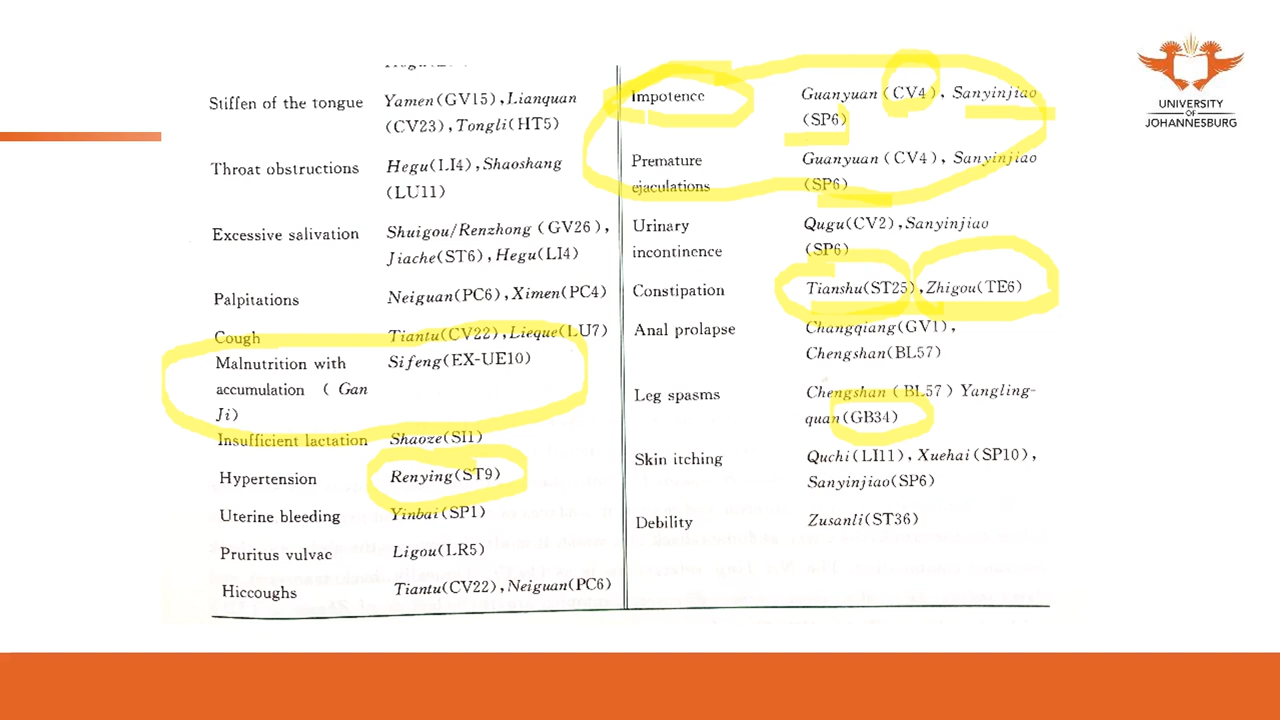 Stiffen of the tongue Yamen(GV15), Lianquan
(CV23), Tongli(HT5)
Throat obstructions Hegu(LI4), Shaoshang
(LU11)
Excessive salivation Shuigou/Renzhong (GV26),
Jiache(ST6), Hegu(LI4)
Palpitations Neiguan(PC6), Ximen(PC4)
Cough Tiantu(CV22), Lieque(LU7)
Malnutrition with Sifeng(EX-UE10)
accumulation ( Gan
Ji)
Insufficient lactation Shaoze(SI1)
Hypertension Renying(ST9)
Uterine bleeding Yinbai(SP1)
Pruritus vulvae Ligou(LR5)
Hiccoughs Tiantu(CV22), Neiguan(PC6)
Impotence Guanyuan (CV4), Sanyinjiao
(SP6)
Premature Guanyuan (CV4), Sanyinjiao
ejaculations (SP6)
Urinary Qugu(CV2), Sanyinjiao
incontinence (SP6)
Constipation Tianshu(ST25), Zhigou(TE6)
Anal prolapse Changqiang(GV1),
Chengshan(BL57)
Leg spasms Chengshan (BL57) Yangling-
quan(GB34)
Skin itching Quchi(LI11), Xuehai(SP10),
Sanyinjiao(SP6)
Debility Zusanli(ST36)
UNIVERSITY
OF
JOHANNESBURG